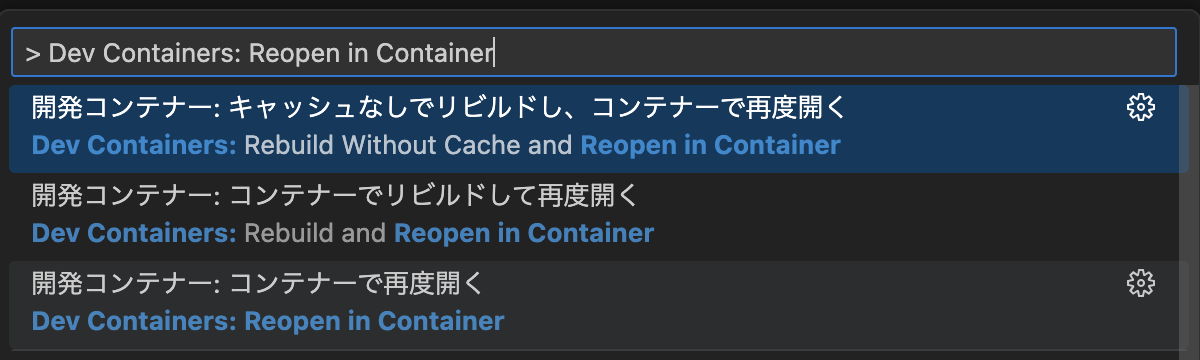 > Dev Containers: Reopen in Container
開発コンテナー: キャッシュなしでリビルドし、コンテナーで再度開く
Dev Containers: Rebuild Without Cache and Reopen in Container
開発コンテナー: コンテナーでリビルドして再度開く
Dev Containers: Rebuild and Reopen in Container
開発コンテナー: コンテナーで再度開く
Dev Containers: Reopen in Container